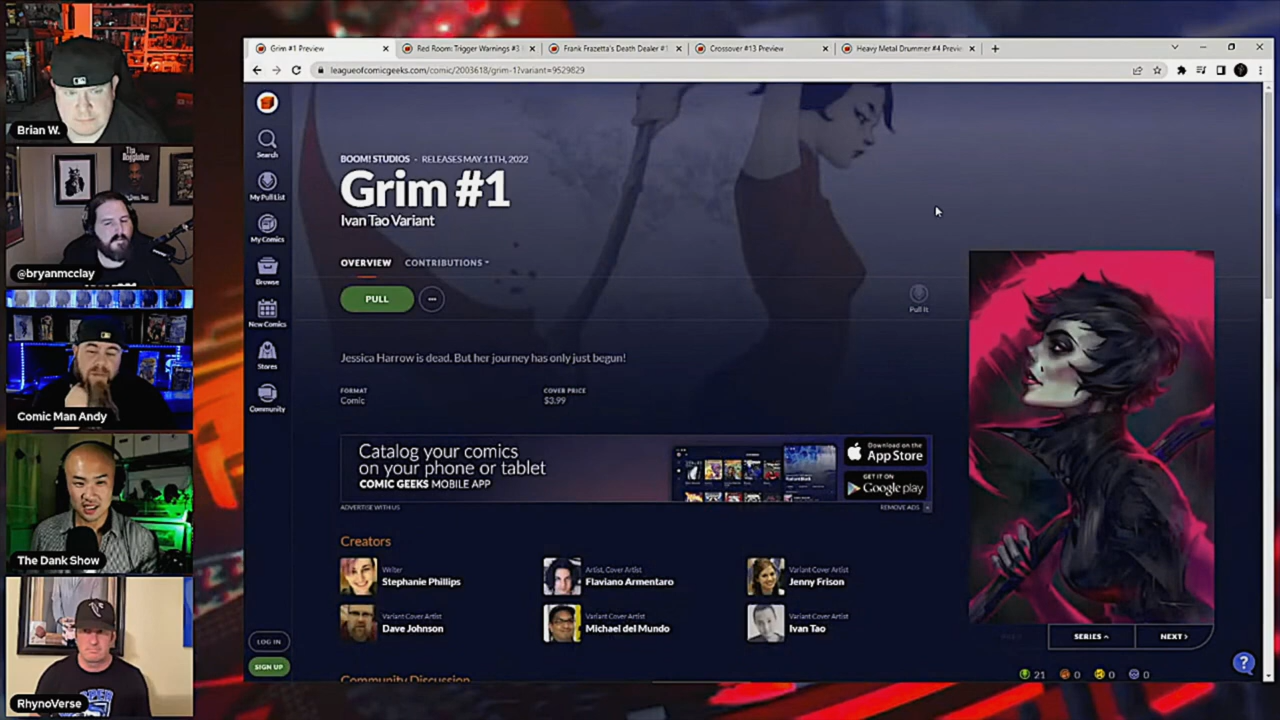 Brian W.
@bryanmcclay
Comic Man Andy
The Dank Show
RhynoVerse
Grim #1 Preview
Red Room: Trigger Warnings #3
Frank Frazetta's Death Dealer #1
Crossover #13 Preview
Heavy Metal Drummer #4 Previe
leagueofcomicgeeks.com/comic/2003618/grim-1?variant=9529829
Search
My Pull List
My Comics
Browse
New Comics
Stores
Community
LOG IN
SIGN UP
BOOM! STUDIOS · RELEASES MAY 11TH, 2022
Grim #1
Ivan Tao Variant
OVERVIEW CONTRIBUTIONS
PULL
Pull It
Jessica Harrow is dead. But her journey has only just begun!
FORMAT
Comic
COVER PRICE
$3.99
Catalog your comics
on your phone or tablet
COMIC GEEKS MOBILE APP
Download on the
App Store
GET IT ON
Google play
ADVERTISE WITH US
REMOVE ADS
Creators
Writer
Stephanie Phillips
Artist, Cover Artist
Flaviano Armentaro
Variant Cover Artist
Jenny Frison
Variant Cover Artist
Dave Johnson
Variant Cover Artist
Michael del Mundo
Variant Cover Artist
Ivan Tao
Community Discussion
PREV
SERIES
NEXT
21
0
0
0
?